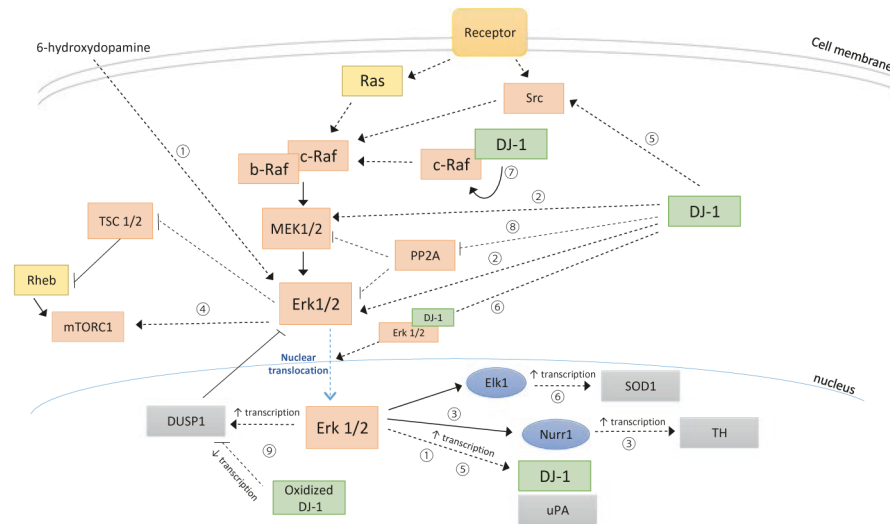 Receptor
6-hydroxydopamine
Cell membrane
Ras
Src
①
⑤
c-Raf
b-Raf
DJ-1
c-Raf
⑦
②
DJ-1
TSC 1/2
MEK1/2
⑧
PP2A
②
Rheb
Erk1/2
⑥
DJ-1
Erk 1/2
mTORC1
④
Nuclear
translocation
nucleus
Elk1
↑ transcription
⑥
SOD1
DUSP1
↑ transcription
Erk 1/2
③
Nurr1
↑ transcription
③
TH
↑ transcription
①
⑤
⑨
↓ transcription
Oxidized
DJ-1
DJ-1
uPA